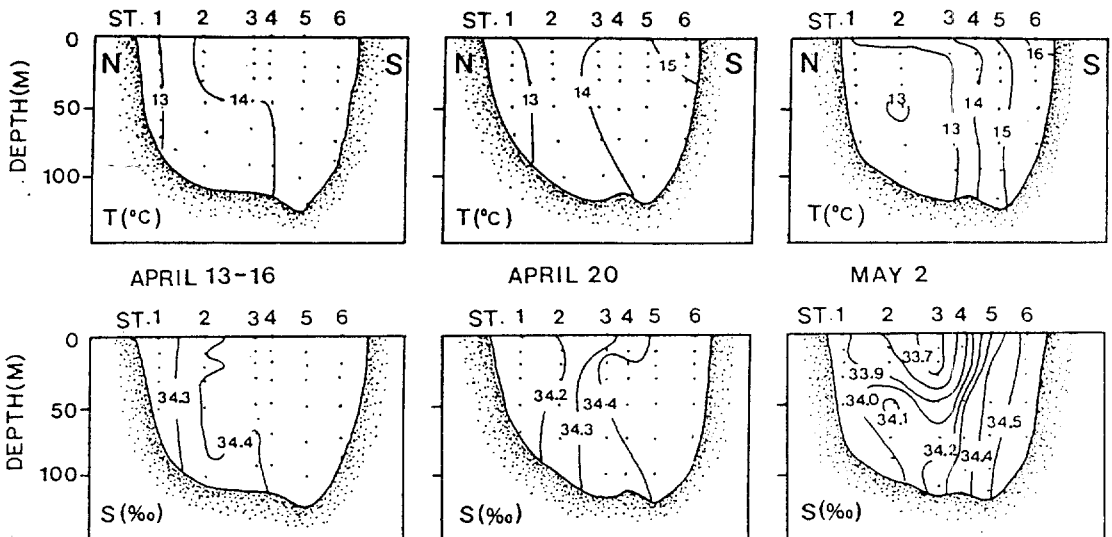 ST. 1 2 3 4 5 6
ST. 1 2 3 4 5 6
ST. 1 2 3 4 5 6
DEPTH(M)
0
50
100
N
S
13
14
T(°C)
N
S
13
14
15
T(°C)
N
S
13
13
14
15
16
T(°C)
APRIL 13-16
APRIL 20
MAY 2
ST. 1 2 3 4 5 6
ST. 1 2 3 4 5 6
ST. 1 2 3 4 5 6
DEPTH(M)
0
50
100
34.3
34.4
S(‰)
34.2
34.4
34.3
S(‰)
33.7
33.9
34.0
34.1
34.2
34.4
34.5
S(‰)